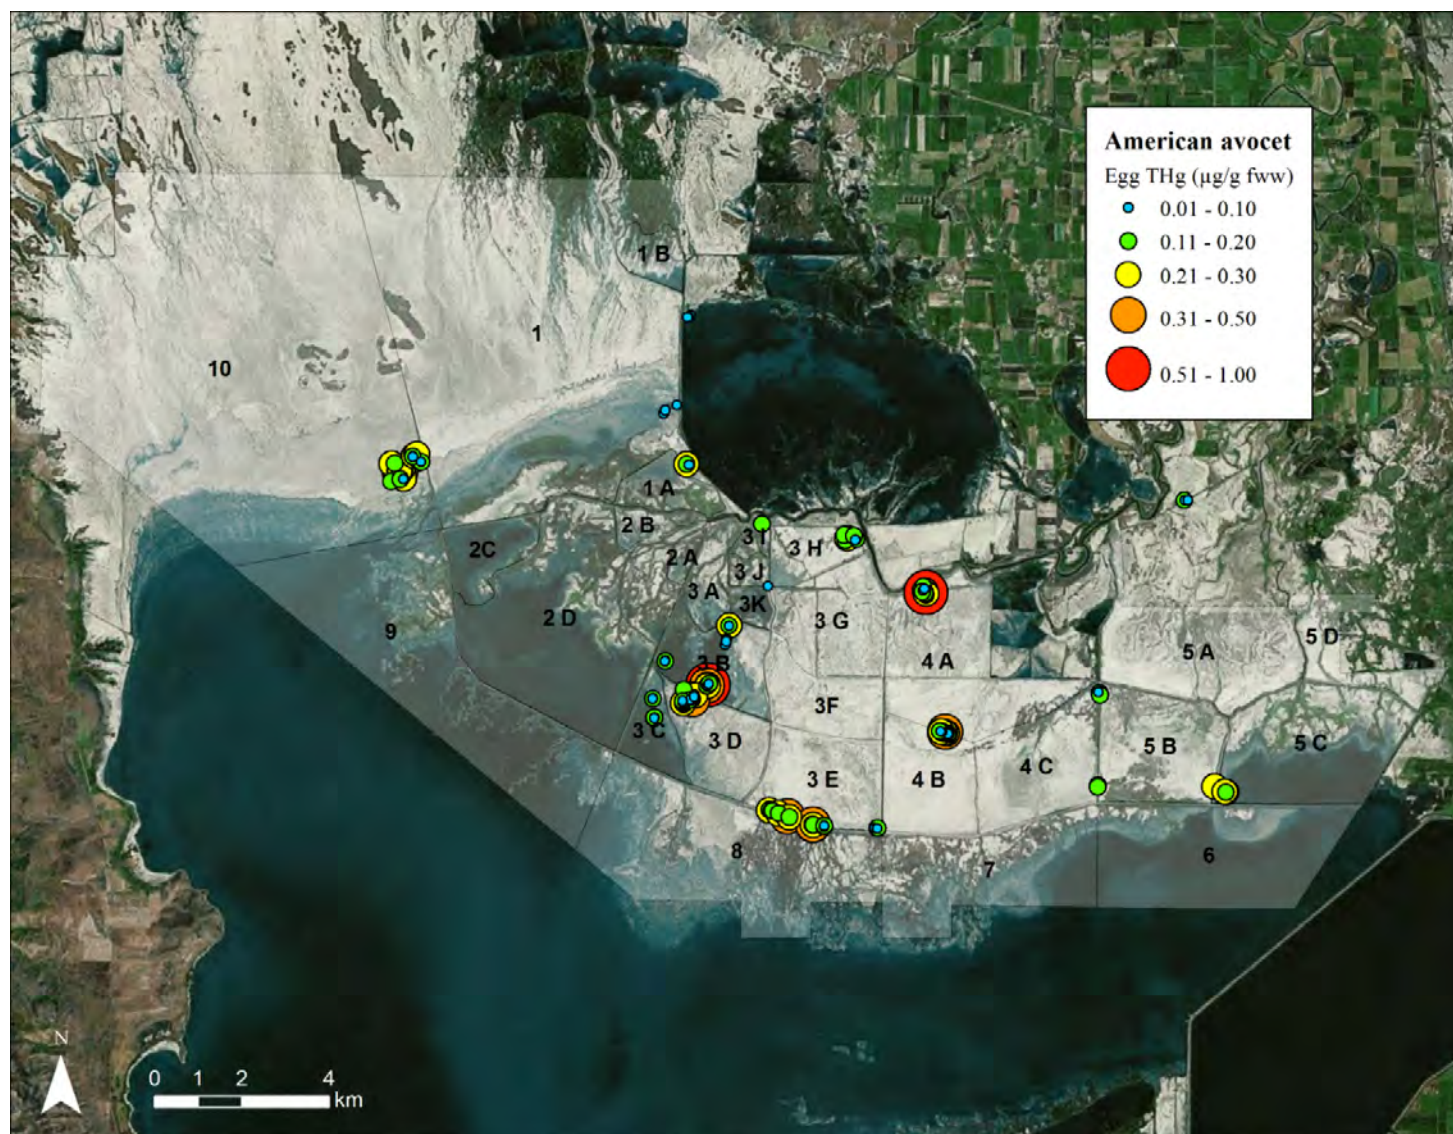 American avocet
Egg THg (µg/g fww)
0.01 - 0.10
0.11 - 0.20
0.21 - 0.30
0.31 - 0.50
0.51 - 1.00
1 B
1
10
1 A
2 B
3 I
2C
3 H
2 A
3 J
3 A
3K
9
2 D
3 G
5 D
5 A
4 A
3 B
3F
3 C
3 D
5 B
5 C
4 C
3 E
4 B
8
6
7
N
0 1 2 4
km